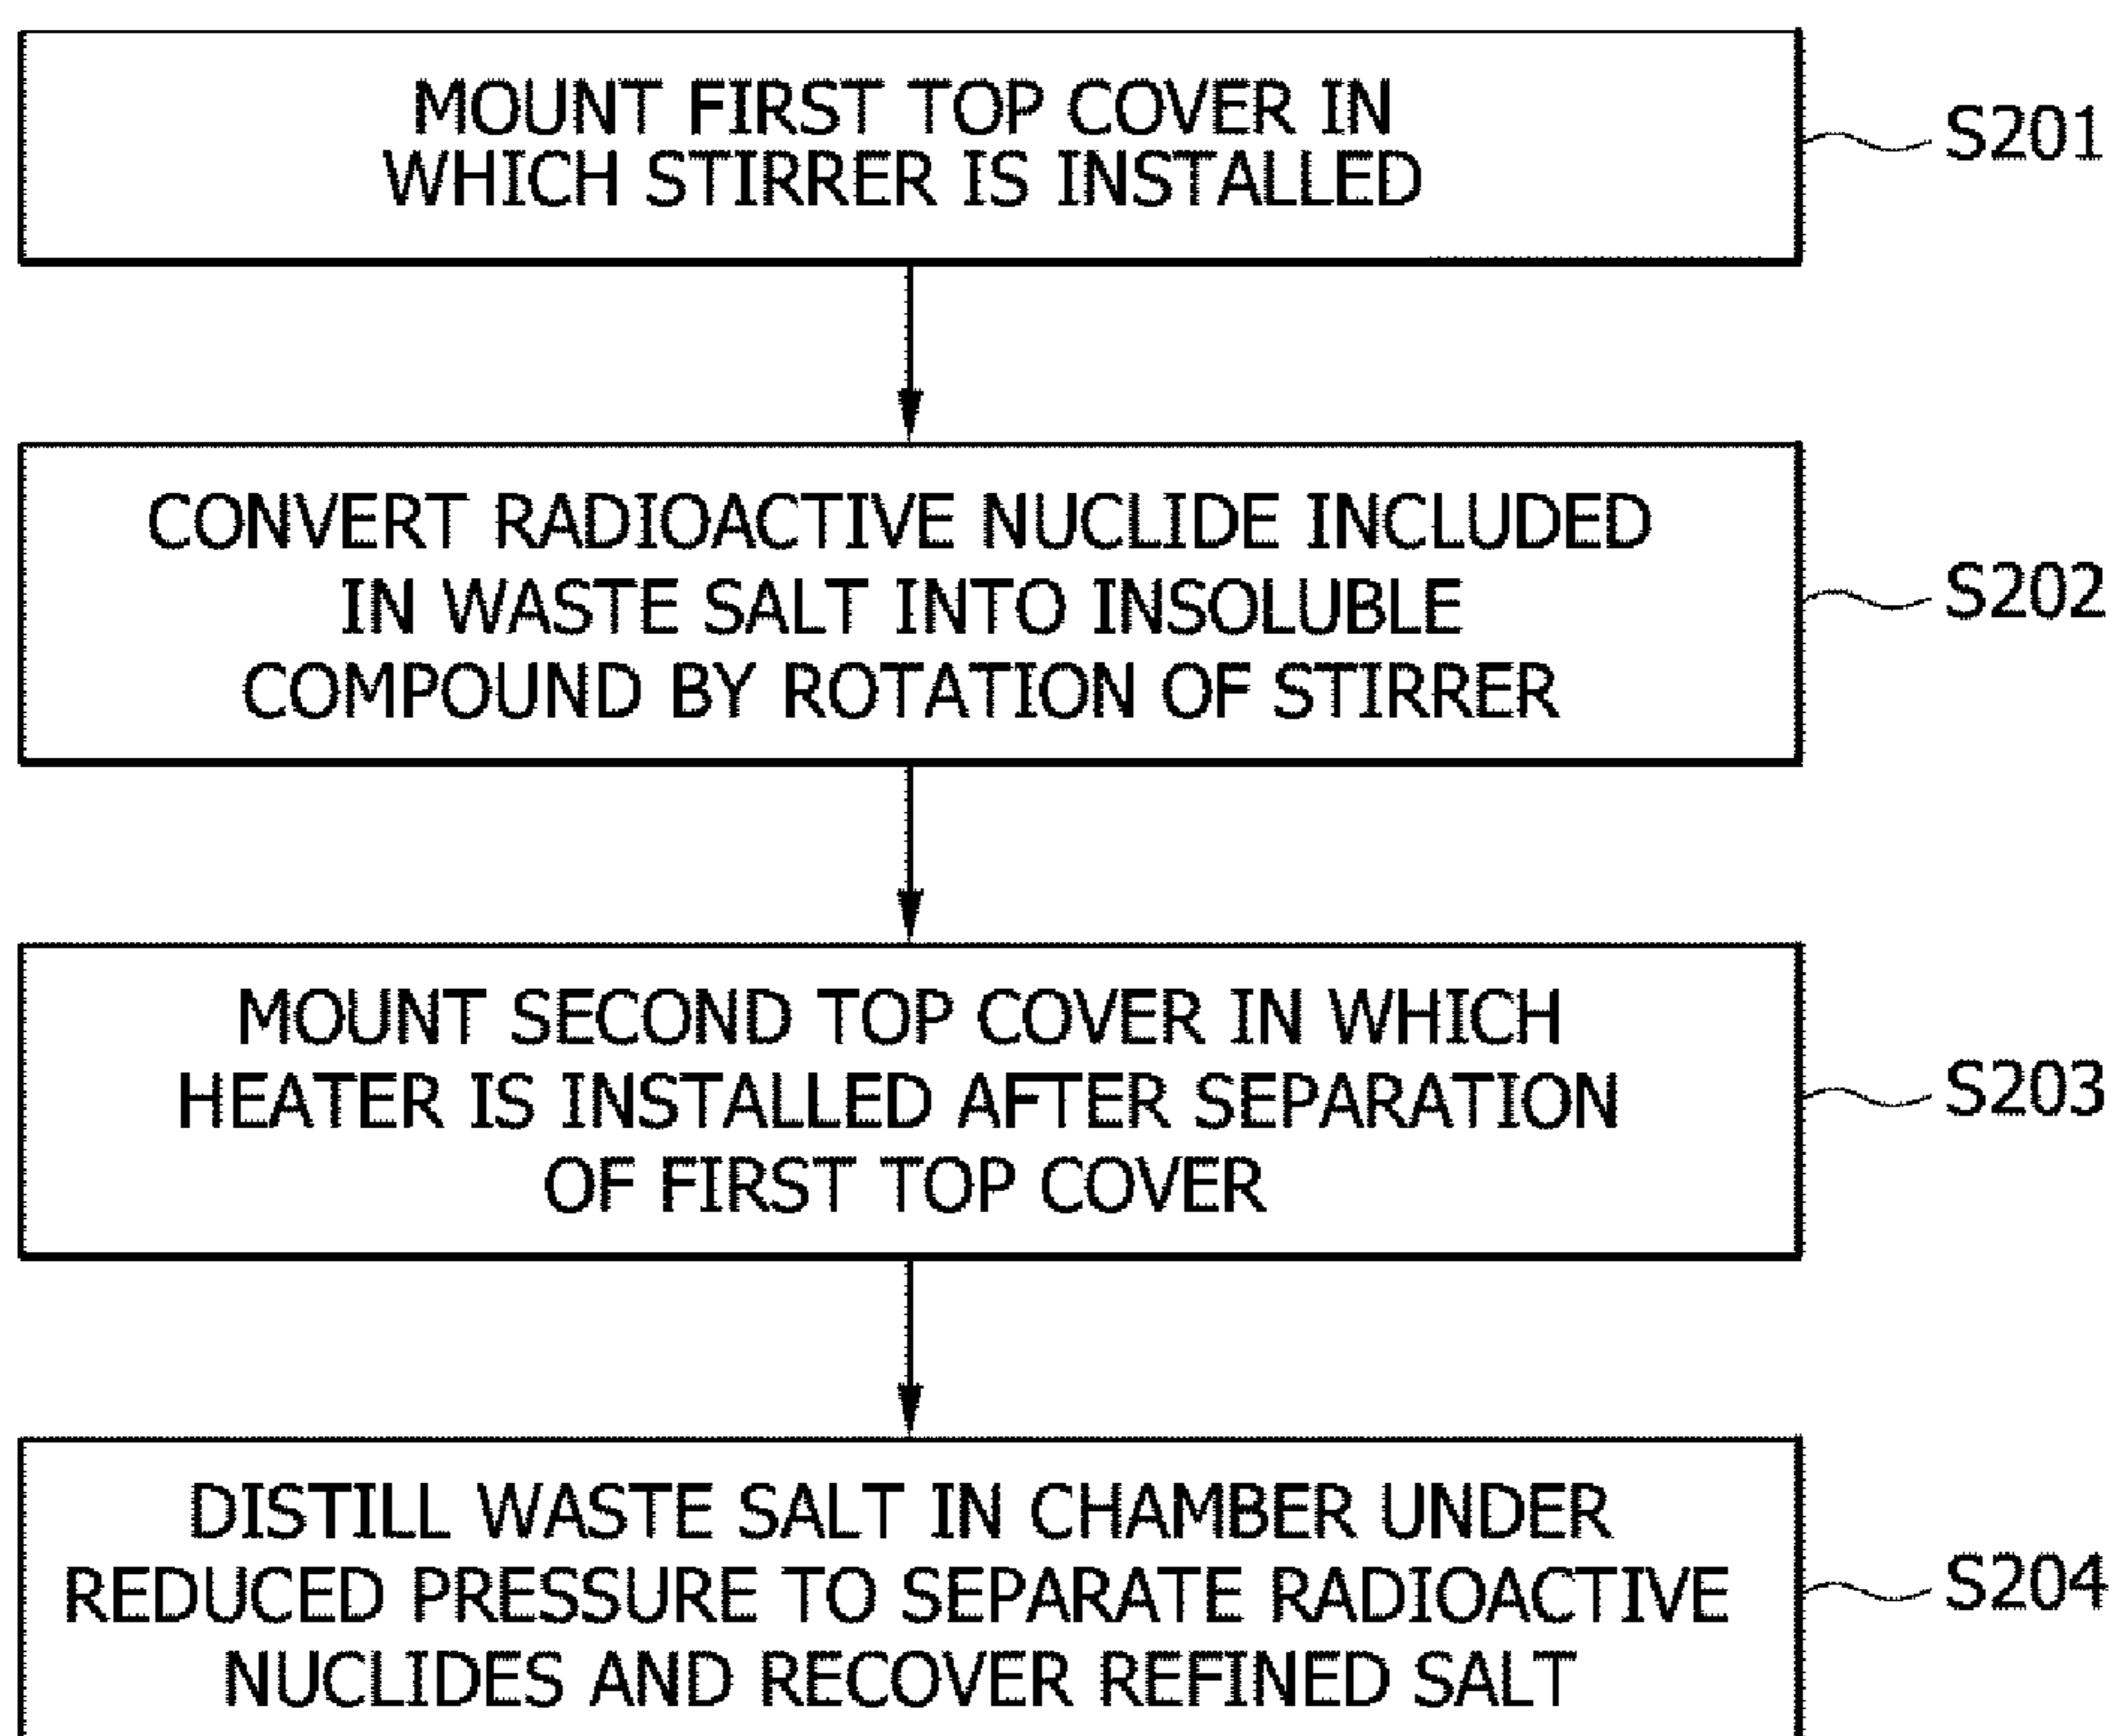 MOUNT FIRST TOP COVER IN
WHICH STIRRER IS INSTALLED
S201
CONVERT RADIOACTIVE NUCLIDE INCLUDED
IN WASTE SALT INTO INSOLUBLE
COMPOUND BY ROTATION OF STIRRER
S202
MOUNT SECOND TOP COVER IN WHICH
HEATER IS INSTALLED AFTER SEPARATION
OF FIRST TOP COVER
S203
DISTILL WASTE SALT IN CHAMBER UNDER
REDUCED PRESSURE TO SEPARATE RADIOACTIVE
NUCLIDES AND RECOVER REFINED SALT
S204